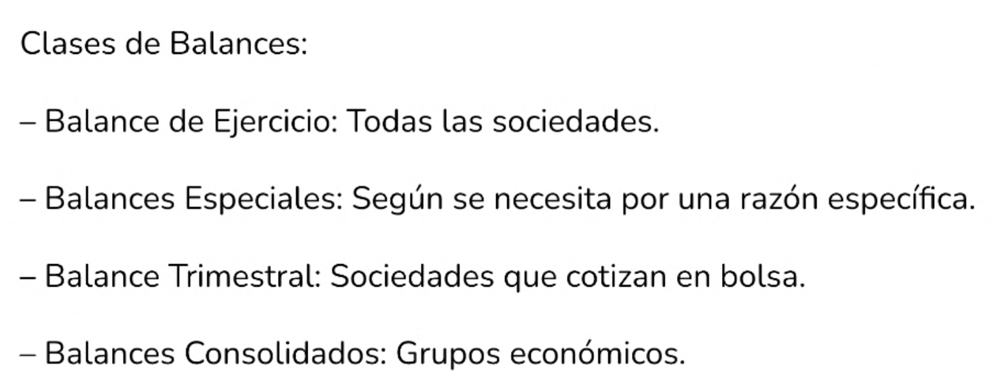 Clases de Balances:
– Balance de Ejercicio: Todas las sociedades.
– Balances Especiales: Según se necesita por una razón específica.
– Balance Trimestral: Sociedades que cotizan en bolsa.
– Balances Consolidados: Grupos económicos.